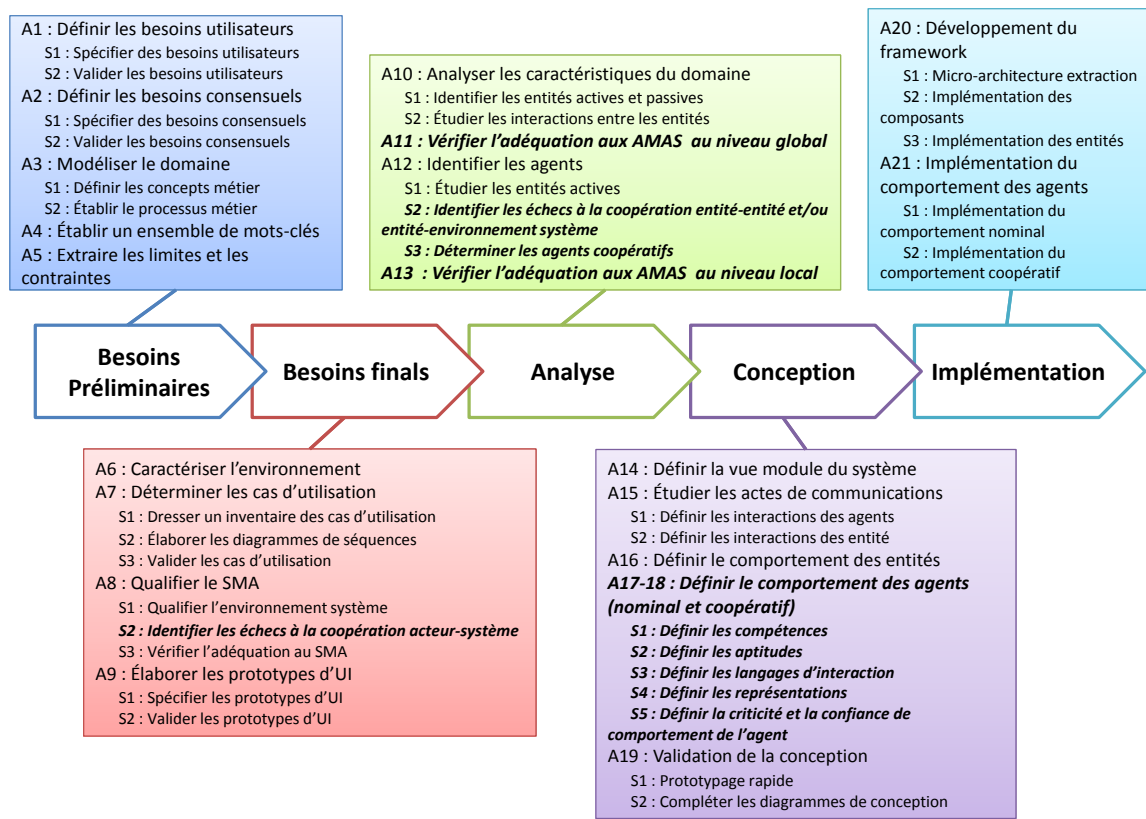 A1 : Définir les besoins utilisateurs
S1 : Spécifier des besoins utilisateurs
S2 : Valider les besoins utilisateurs
A2 : Définir les besoins consensuels
S1 : Spécifier des besoins consensuels
S2 : Valider les besoins consensuels
A3 : Modéliser le domaine
S1 : Définir les concepts métier
S2 : Établir le processus métier
A4 : Établir un ensemble de mots-clés
A5 : Extraire les limites et les
contraintes
A10 : Analyser les caractéristiques du domaine
S1 : Identifier les entités actives et passives
S2 : Étudier les interactions entre les entités
A11 : Vérifier l'adéquation aux AMAS au niveau global
A12 : Identifier les agents
S1 : Étudier les entités actives
S2 : Identifier les échecs à la coopération entité-entité et/ou
entité-environnement système
S3 : Déterminer les agents coopératifs
A13 : Vérifier l'adéquation aux AMAS au niveau local
A20 : Développement du
framework
S1 : Micro-architecture extraction
S2 : Implémentation des
composants
S3 : Implémentation des entités
A21 : Implémentation du
comportement des agents
S1 : Implémentation du
comportement nominal
S2 : Implémentation du
comportement coopératif
Besoins
Préliminaires
Besoins finals
Analyse
Conception
Implémentation
A6 : Caractériser l'environnement
A7 : Déterminer les cas d'utilisation
S1 : Dresser un inventaire des cas d'utilisation
S2 : Élaborer les diagrammes de séquences
S3 : Valider les cas d'utilisation
A8 : Qualifier le SMA
S1 : Qualifier l'environnement système
S2 : Identifier les échecs à la coopération acteur-système
S3 : Vérifier l'adéquation au SMA
A9 : Élaborer les prototypes d'UI
S1 : Spécifier les prototypes d'UI
S2 : Valider les prototypes d'UI
A14 : Définir la vue module du système
A15 : Étudier les actes de communications
S1 : Définir les interactions des agents
S2 : Définir les interactions des entité
A16 : Définir le comportement des entités
A17-18 : Définir le comportement des agents
(nominal et coopératif)
S1 : Définir les compétences
S2 : Définir les aptitudes
S3 : Définir les langages d'interaction
S4 : Définir les représentations
S5 : Définir la criticité et la confiance de
comportement de l'agent
A19 : Validation de la conception
S1 : Prototypage rapide
S2 : Compléter les diagrammes de conception